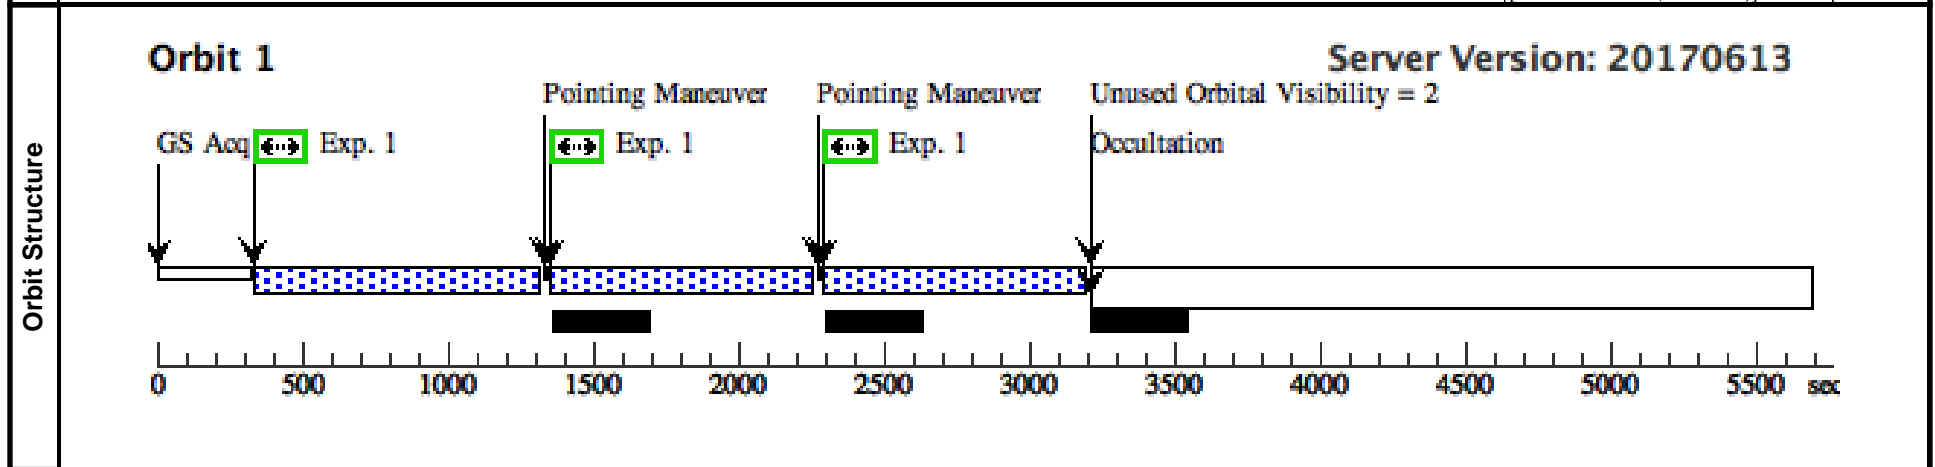 Orbit Structure
Orbit 1
Server Version: 20170613
Pointing Maneuver
Pointing Maneuver
Unused Orbital Visibility = 2
GS Acq
Exp. 1
Exp. 1
Exp. 1
Occultation
0 500 1000 1500 2000 2500 3000 3500 4000 4500 5000 5500 sec